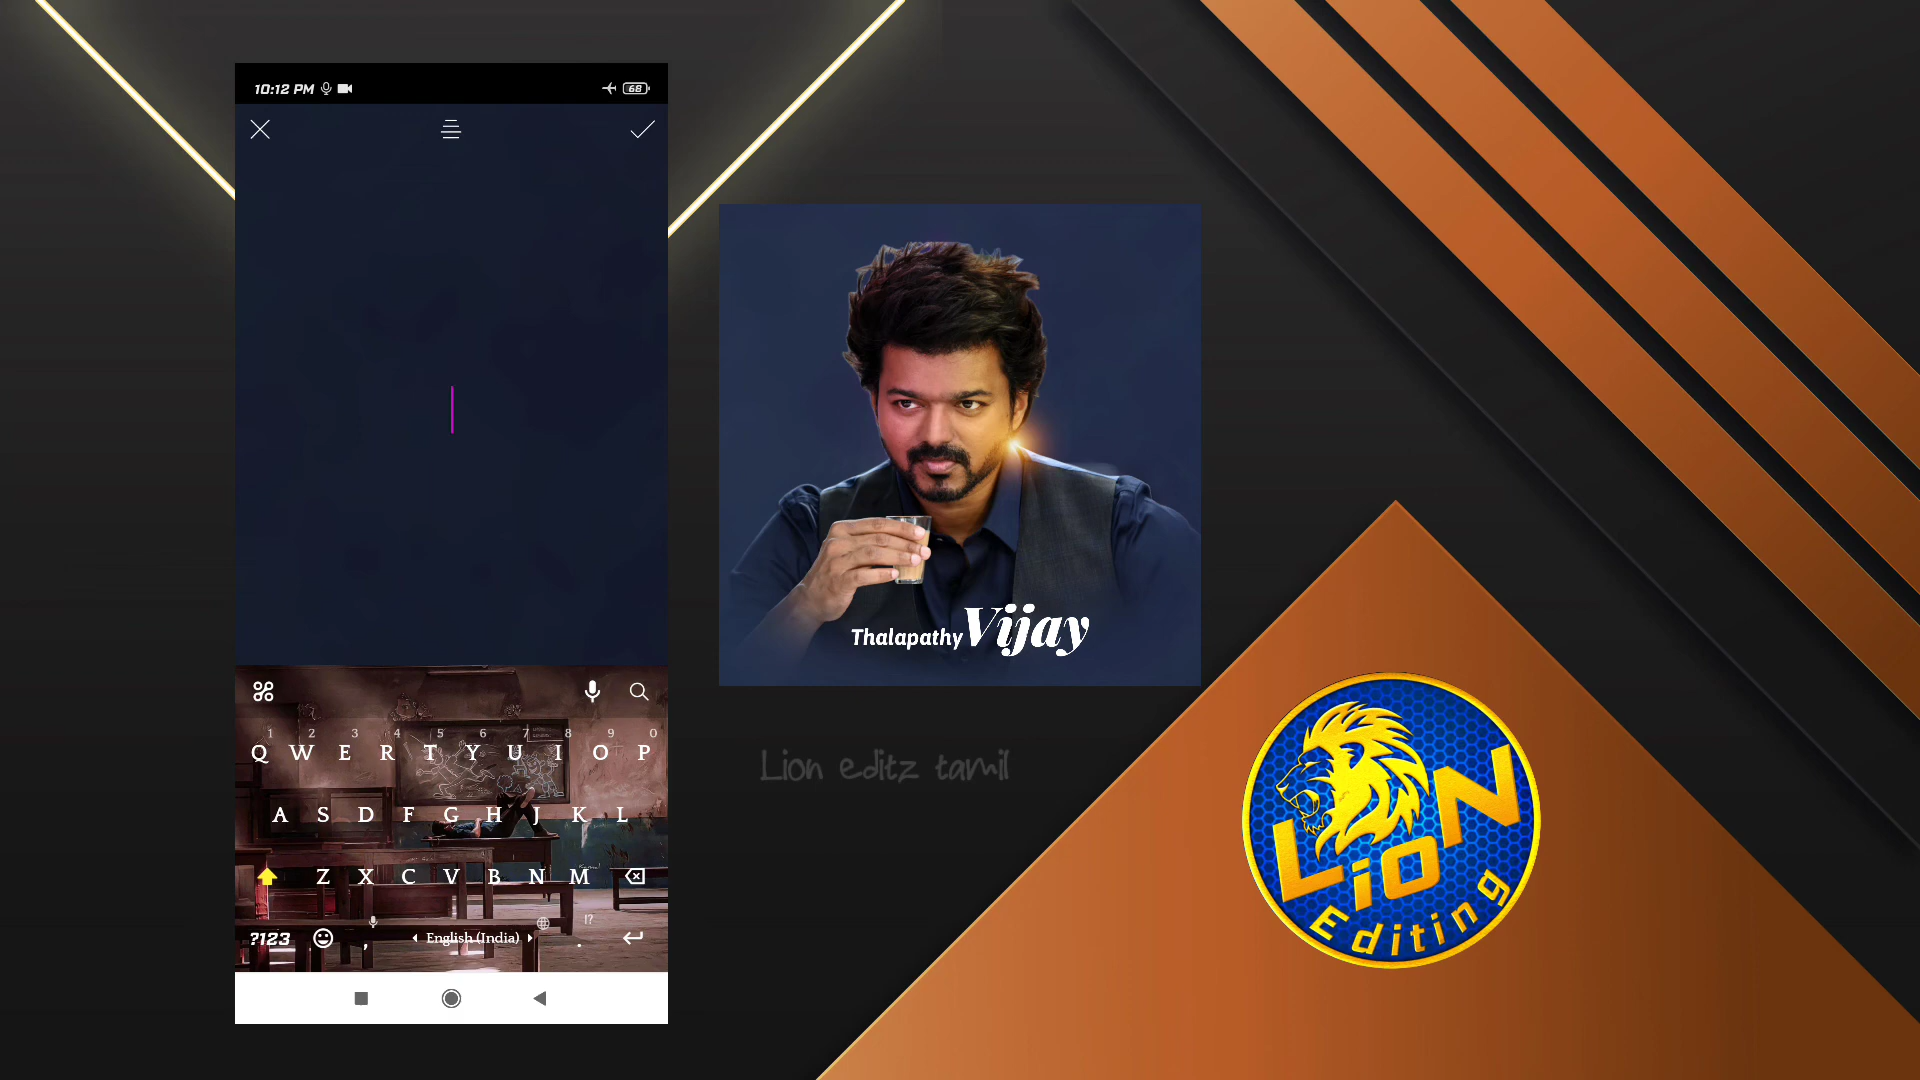 10:12 PM
68
1 2 3 4 5 6 7 8 9 0
Q W E R T Y U I O P
A S D F G H J K L
Z X C V B N M
!?
?123 , English (India) .
Thalapathy Vijay
Lion editz tamil
LiON
Editing